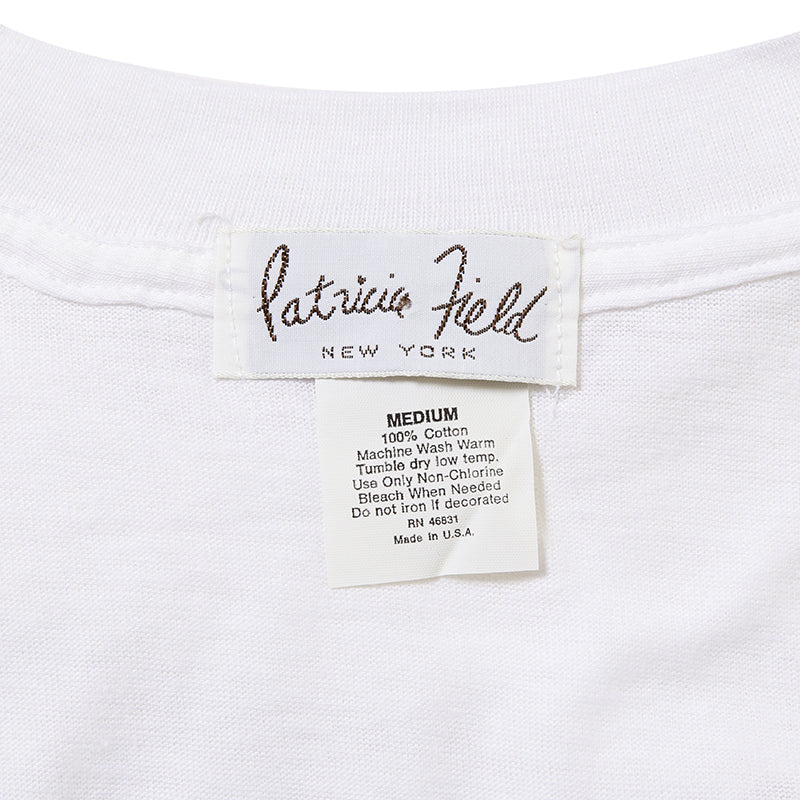 Patricia Field
NEW YORK
MEDIUM
100% Cotton
Machine Wash Warm
Tumble dry low temp.
Use Only Non-Chlorine
Bleach When Needed
Do not iron If decorated
RN 46831
Made in U.S.A.